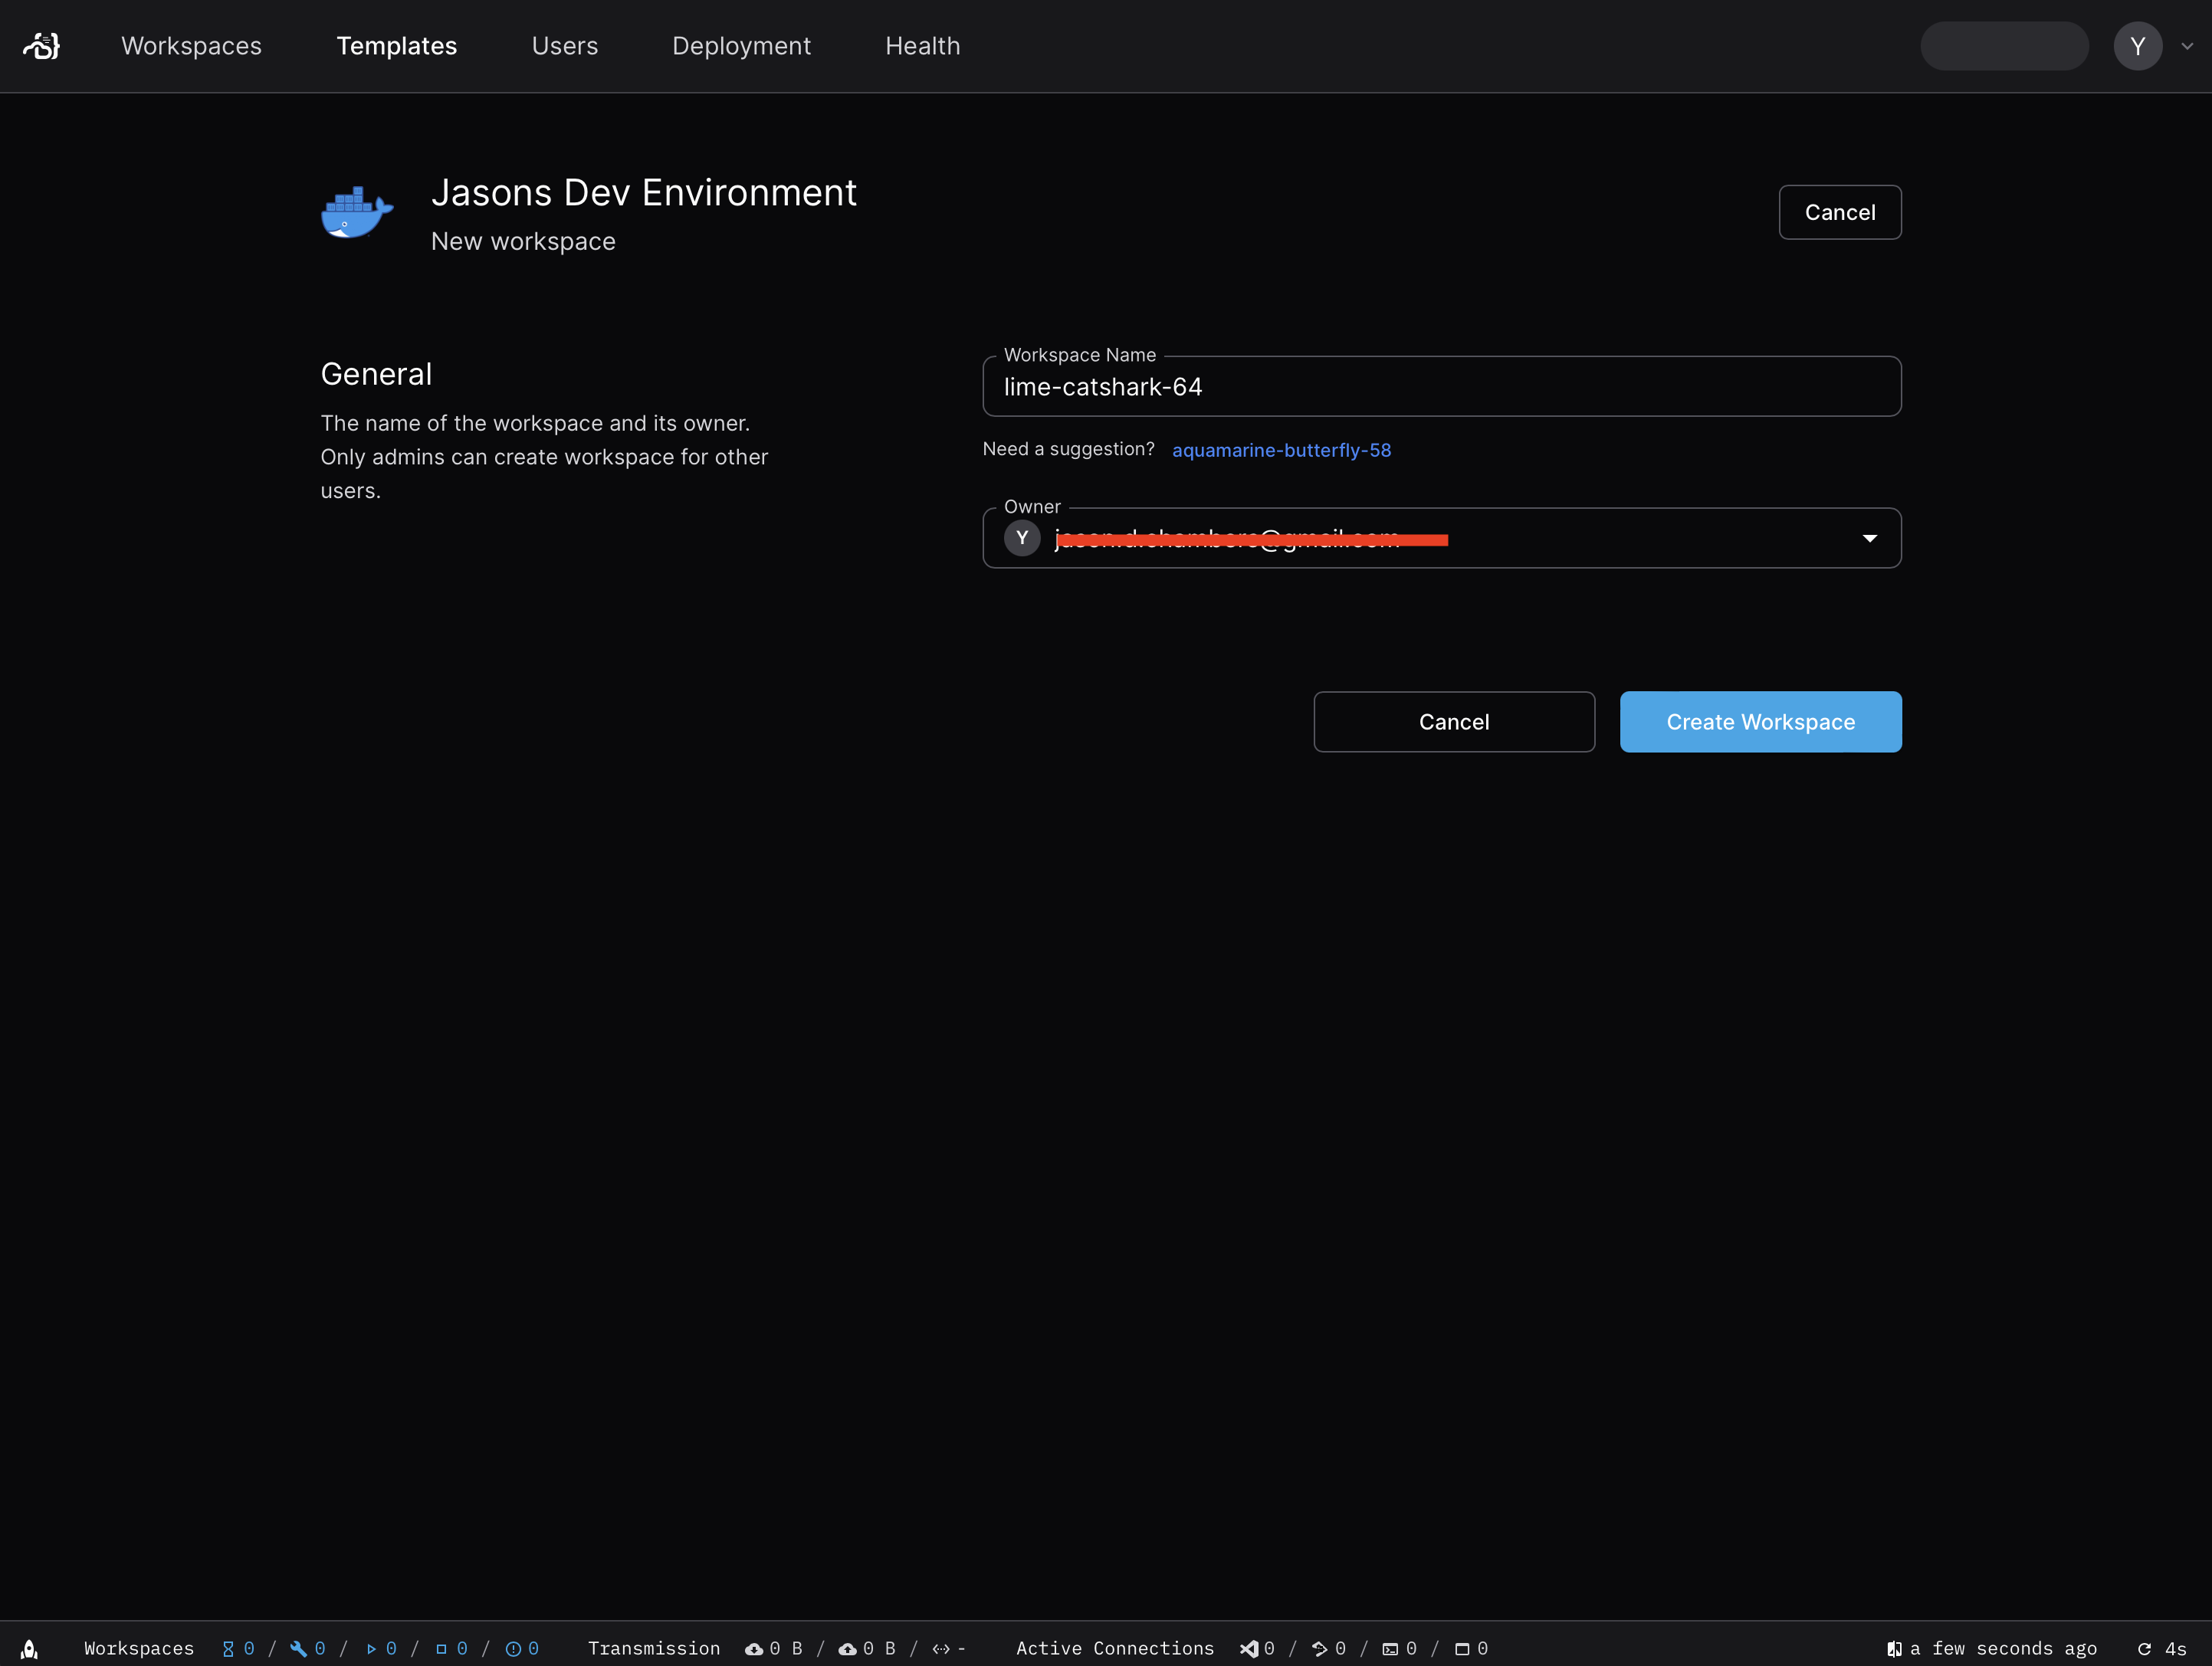 Workspaces Templates Users Deployment Health Y
Jasons Dev Environment
New workspace
Cancel
General
The name of the workspace and its owner.
Only admins can create workspace for other
users.
Workspace Name
lime-catshark-64
Need a suggestion? aquamarine-butterfly-58
Owner
Y
Cancel
Create Workspace
Workspaces 0 / 0 / 0 / 0 / 0 Transmission 0 B / 0 B / - Active Connections 0 / 0 / 0 / 0 a few seconds ago 4s